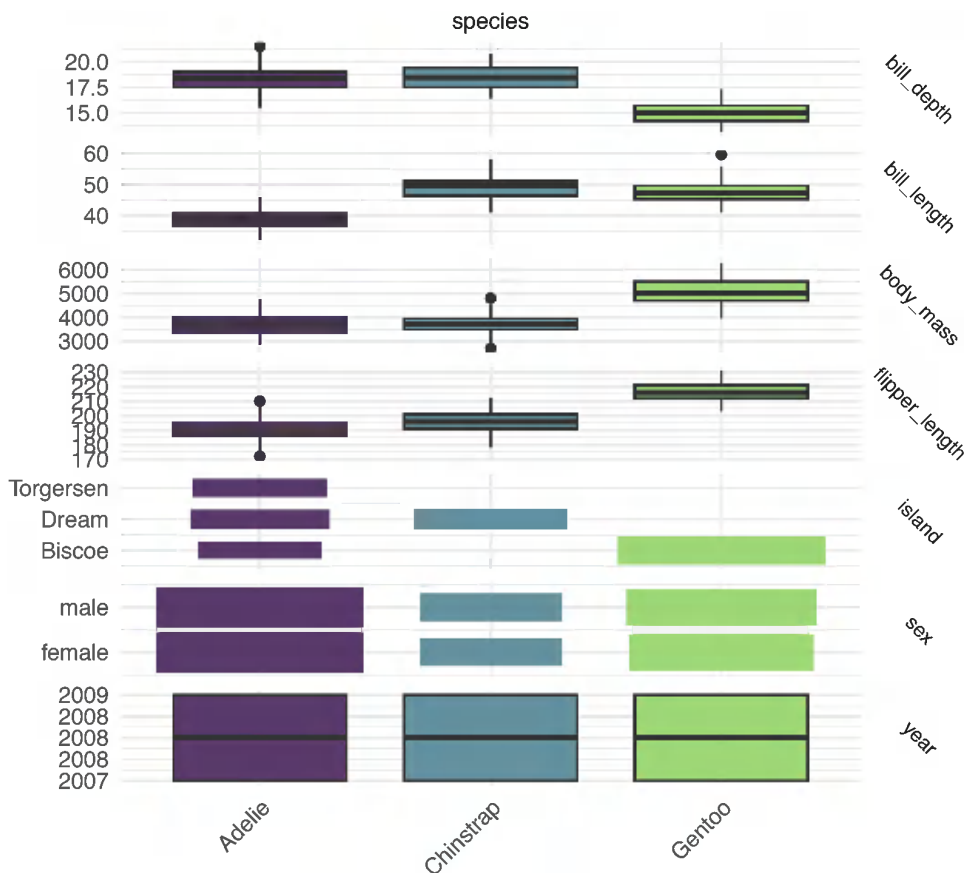 species
20.0
17.5
15.0
bill_depth
60
50
40
bill_length
6000
5000
4000
3000
body_mass
230
220
210
200
190
180
170
flipper_length
Torgersen
Dream
Biscoe
island
male
female
sex
2009
2008
2008
2008
2007
year
Adelie
Chinstrap
Gentoo